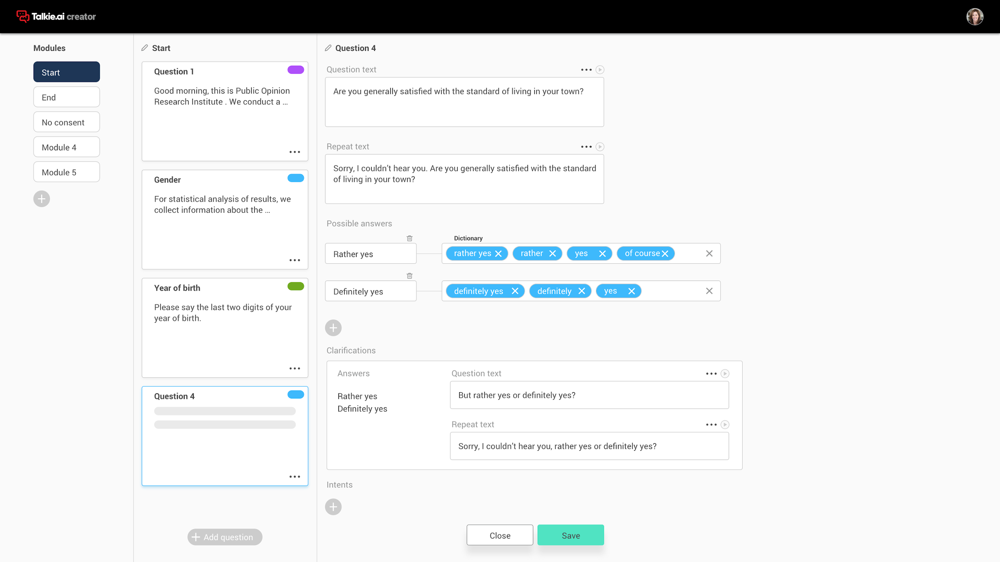 Talkie.ai creator
Modules
Start
End
No consent
Module 4
Module 5
Start
Question 1
Good morning, this is Public Opinion
Research Institute . We conduct a ...
Gender
For statistical analysis of results, we
collect information about the ...
Year of birth
Please say the last two digits of your
year of birth.
Question 4
Add question
Question 4
Question text
Are you generally satisfied with the standard of living in your town?
Repeat text
Sorry, I couldn’t hear you. Are you generally satisfied with the standard
of living in your town?
Possible answers
Dictionary
Rather yes
rather yes
rather
yes
of course
Definitely yes
definitely yes
definitely
yes
Clarifications
Answers
Rather yes
Definitely yes
Question text
But rather yes or definitely yes?
Repeat text
Sorry, I couldn’t hear you, rather yes or definitely yes?
Intents
Close
Save